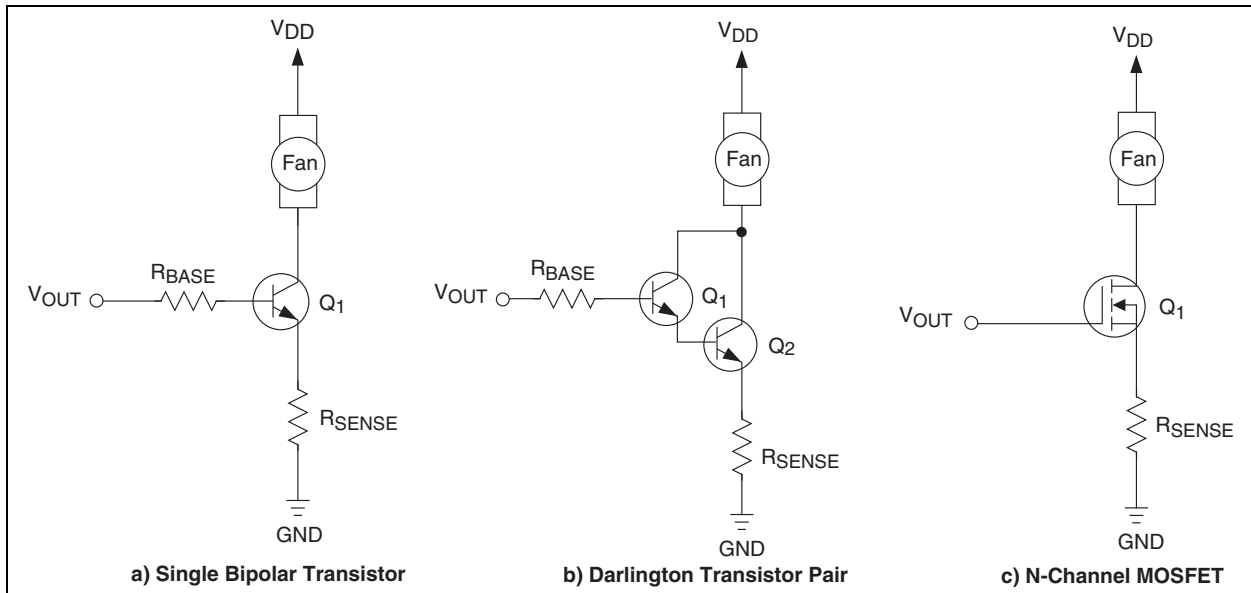 VDD
Fan
RBASE
VOUT
Q1
RSENSE
GND
a) Single Bipolar Transistor
VDD
Fan
RBASE
VOUT
Q1
Q2
RSENSE
GND
b) Darlington Transistor Pair
VDD
Fan
VOUT
Q1
RSENSE
GND
c) N-Channel MOSFET